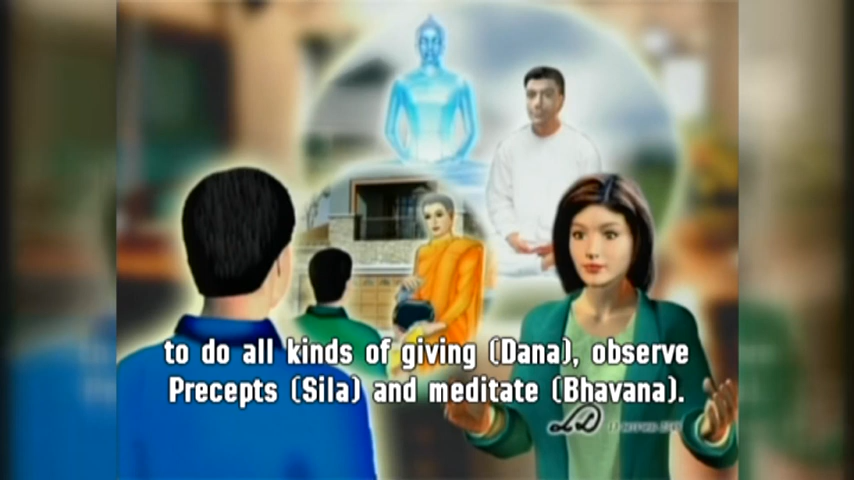 to do all kinds of giving (Dana), observe
Precepts (Sila) and meditate (Bhavana).